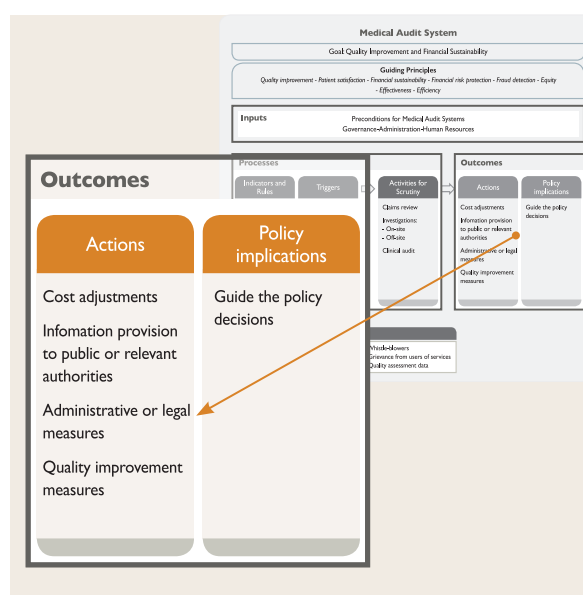 Medical Audit System
Goal: Quality Improvement and Financial Sustainability
Guiding Principles
Quality improvement - Patient satisfaction - Financial sustainability - Financial risk protection - Fraud detection - Equity
- Effectiveness - Efficiency
Inputs
Preconditions for Medical Audit Systems
Governance-Administration-Human Resources
Processes
Indicators and
Rules
Triggers
Activities for
Scrutiny
Claims review
Investigations:
- On-site
- Off-site
Clinical audit
Outcomes
Actions
Cost adjustments
Infomation provision
to public or relevant
authorities
Administrative or legal
measures
Quality improvement
measures
Policy
implications
Guide the policy
decisions
Whistle-blowers
Grievance from users of services
Quality assessment data
Outcomes
Actions
Cost adjustments
Infomation provision
to public or relevant
authorities
Administrative or legal
measures
Quality improvement
measures
Policy
implications
Guide the policy
decisions